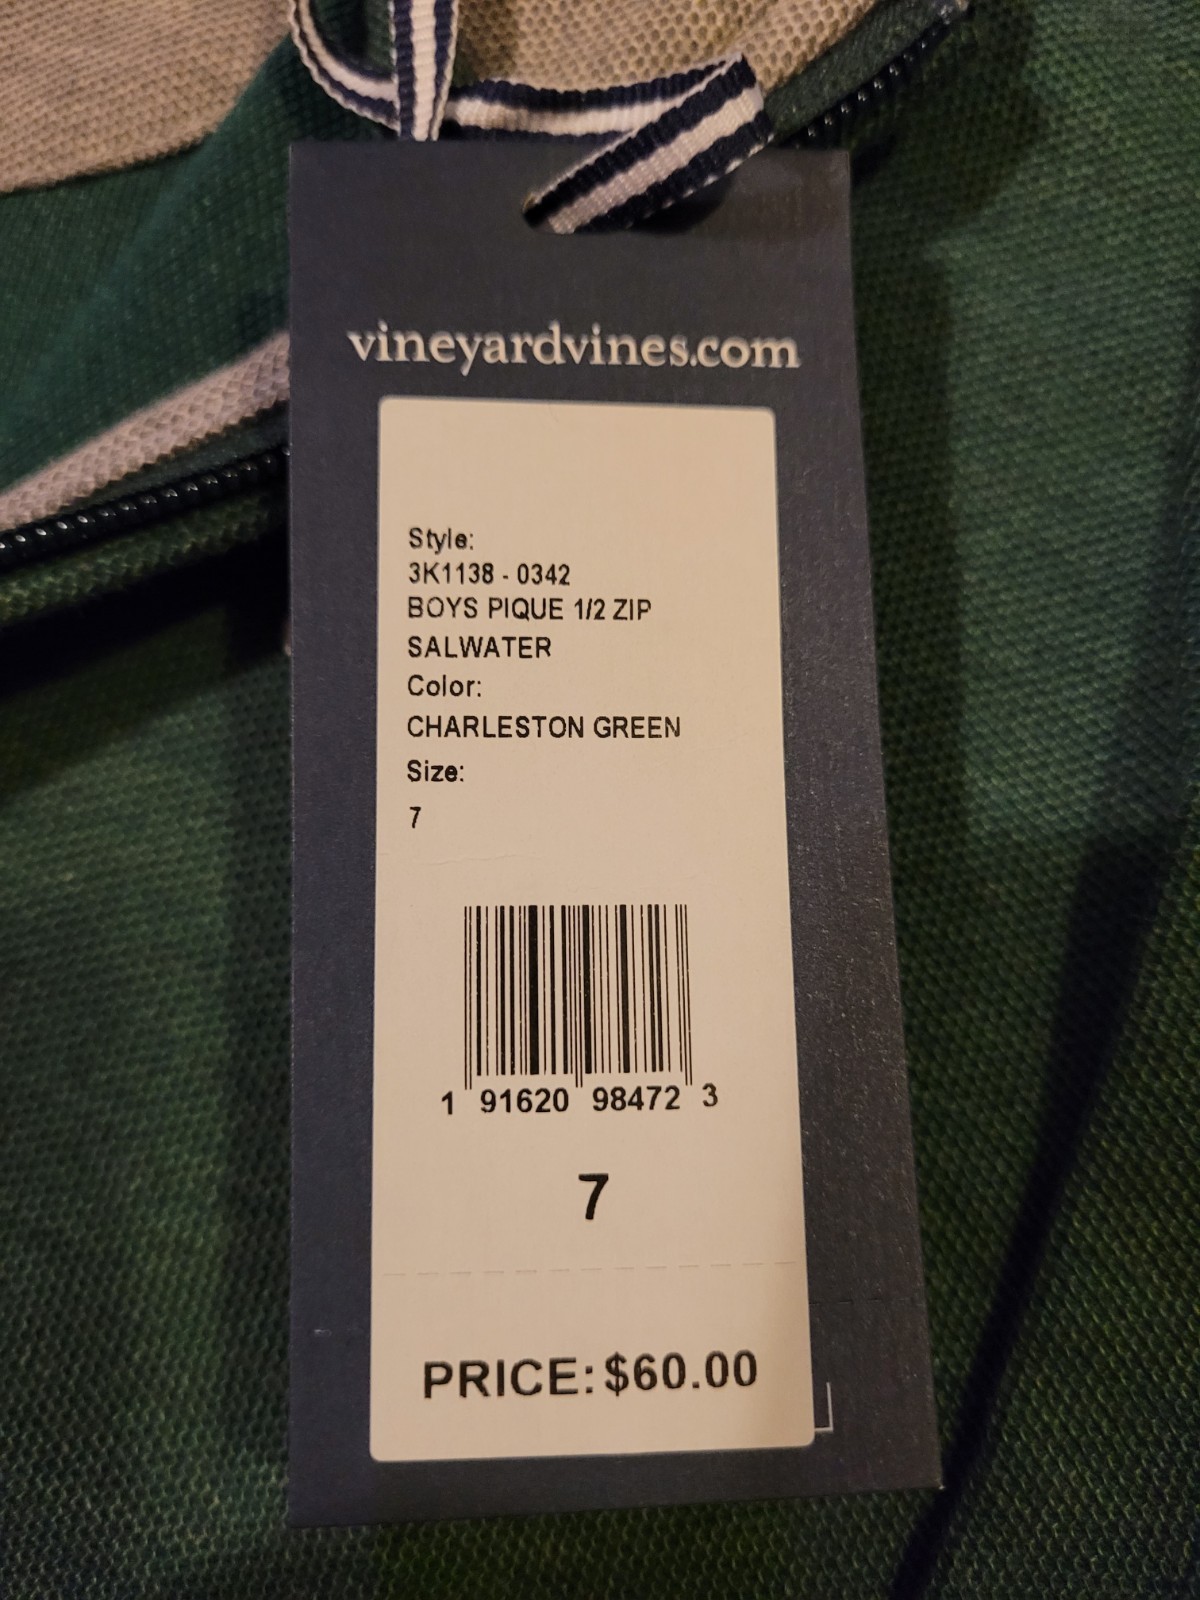 vineyardvines.com
Style:
3K1138 - 0342
BOYS PIQUE 1/2 ZIP
SALWATER
Color:
CHARLESTON GREEN
Size:
7
1 91620 98472 3
7
PRICE: $60.00